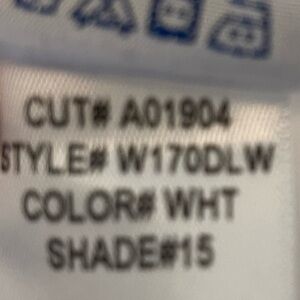 CUT# A01904
STYLE# W170DLW
COLOR# WHT
SHADE#15